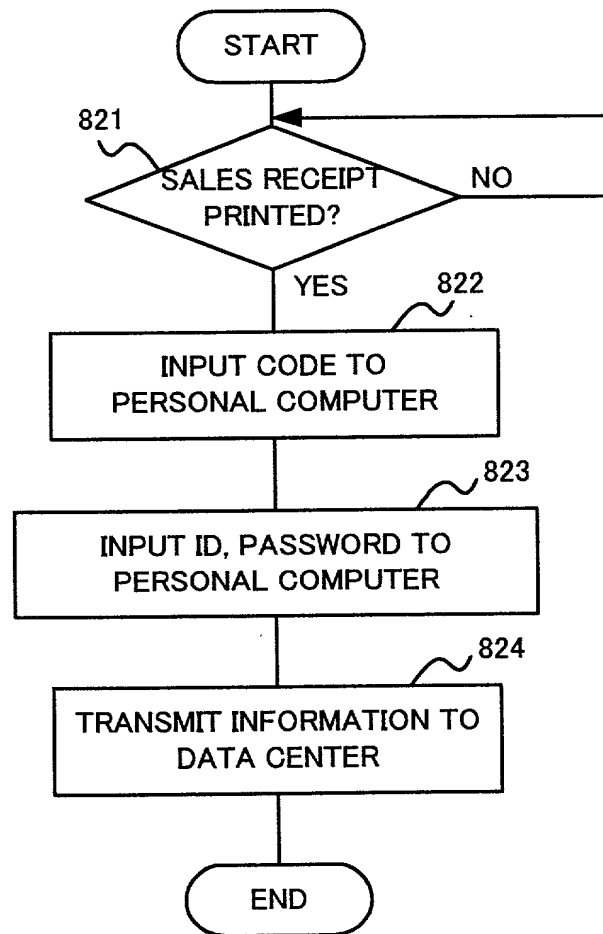 START
821
SALES RECEIPT
PRINTED?
NO
YES
822
INPUT CODE TO
PERSONAL COMPUTER
823
INPUT ID, PASSWORD TO
PERSONAL COMPUTER
824
TRANSMIT INFORMATION TO
DATA CENTER
END